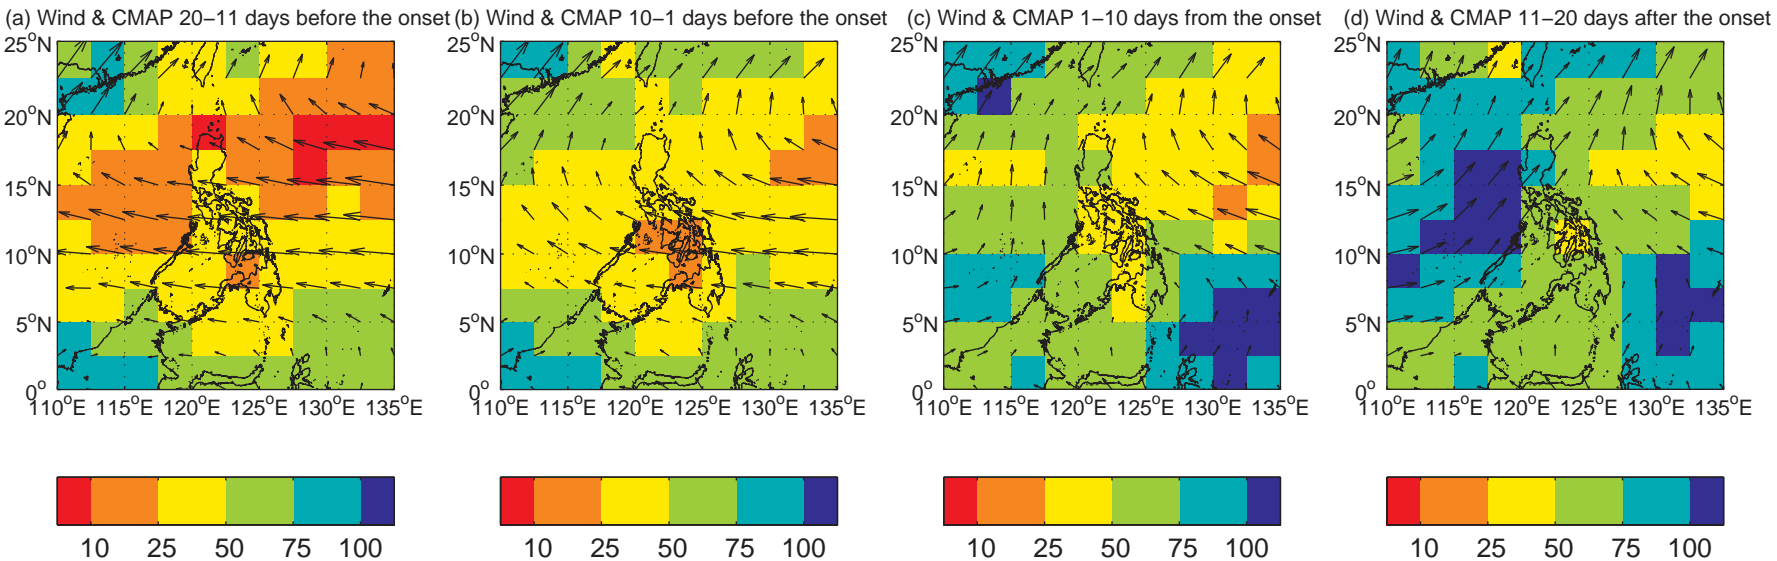 (a) Wind & CMAP 20−11 days before the onset
(b) Wind & CMAP 10−1 days before the onset
(c) Wind & CMAP 1−10 days from the onset
(d) Wind & CMAP 11−20 days after the onset
25°N
20°N
15°N
10°N
5°N
0°
110°E 115°E 120°E 125°E 130°E 135°E
25°N
20°N
15°N
10°N
5°N
0°
110°E 115°E 120°E 125°E 130°E 135°E
25°N
20°N
15°N
10°N
5°N
0°
110°E 115°E 120°E 125°E 130°E 135°E
25°N
20°N
15°N
10°N
5°N
0°
110°E 115°E 120°E 125°E 130°E 135°E
10 25 50 75 100
10 25 50 75 100
10 25 50 75 100
10 25 50 75 100